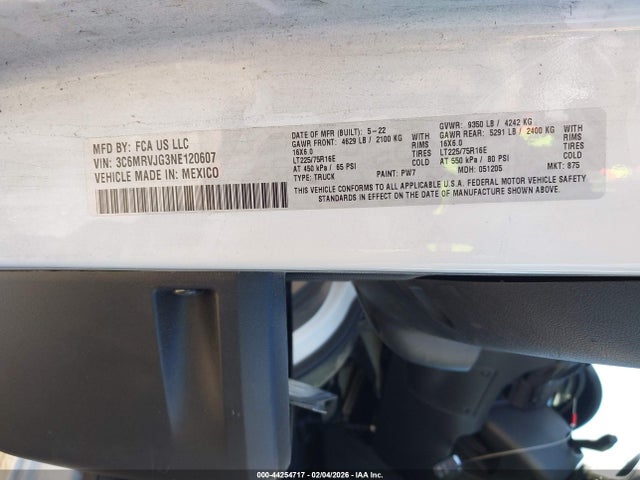 MFD BY: FCA US LLC
VIN: 3C6MRVJG3NE120607
VEHICLE MADE IN: MEXICO
DATE OF MFR (BUILT): 5-22
GAWR FRONT: 4629 LB / 2100 KG WITH
16X6.0 RIMS
LT225/75R16E TIRES
AT 450 kPa / 65 PSI COLD
TYPE: TRUCK PAINT: PW7
GVWR: 9350 LB / 4242 KG
GAWR REAR: 5291 LB / 2400 KG WITH
16X6.0 RIMS
LT225/75R16E TIRES
AT 550 kPa / 80 PSI COLD
MDH: 051205 MKT: 875
THIS VEHICLE CONFORMS TO ALL APPLICABLE U.S.A. FEDERAL MOTOR VEHICLE SAFETY
STANDARDS IN EFFECT ON THE DATE OF MANUFACTURE SHOWN ABOVE
000-44254717 - 02/04/2026 - IAA Inc.